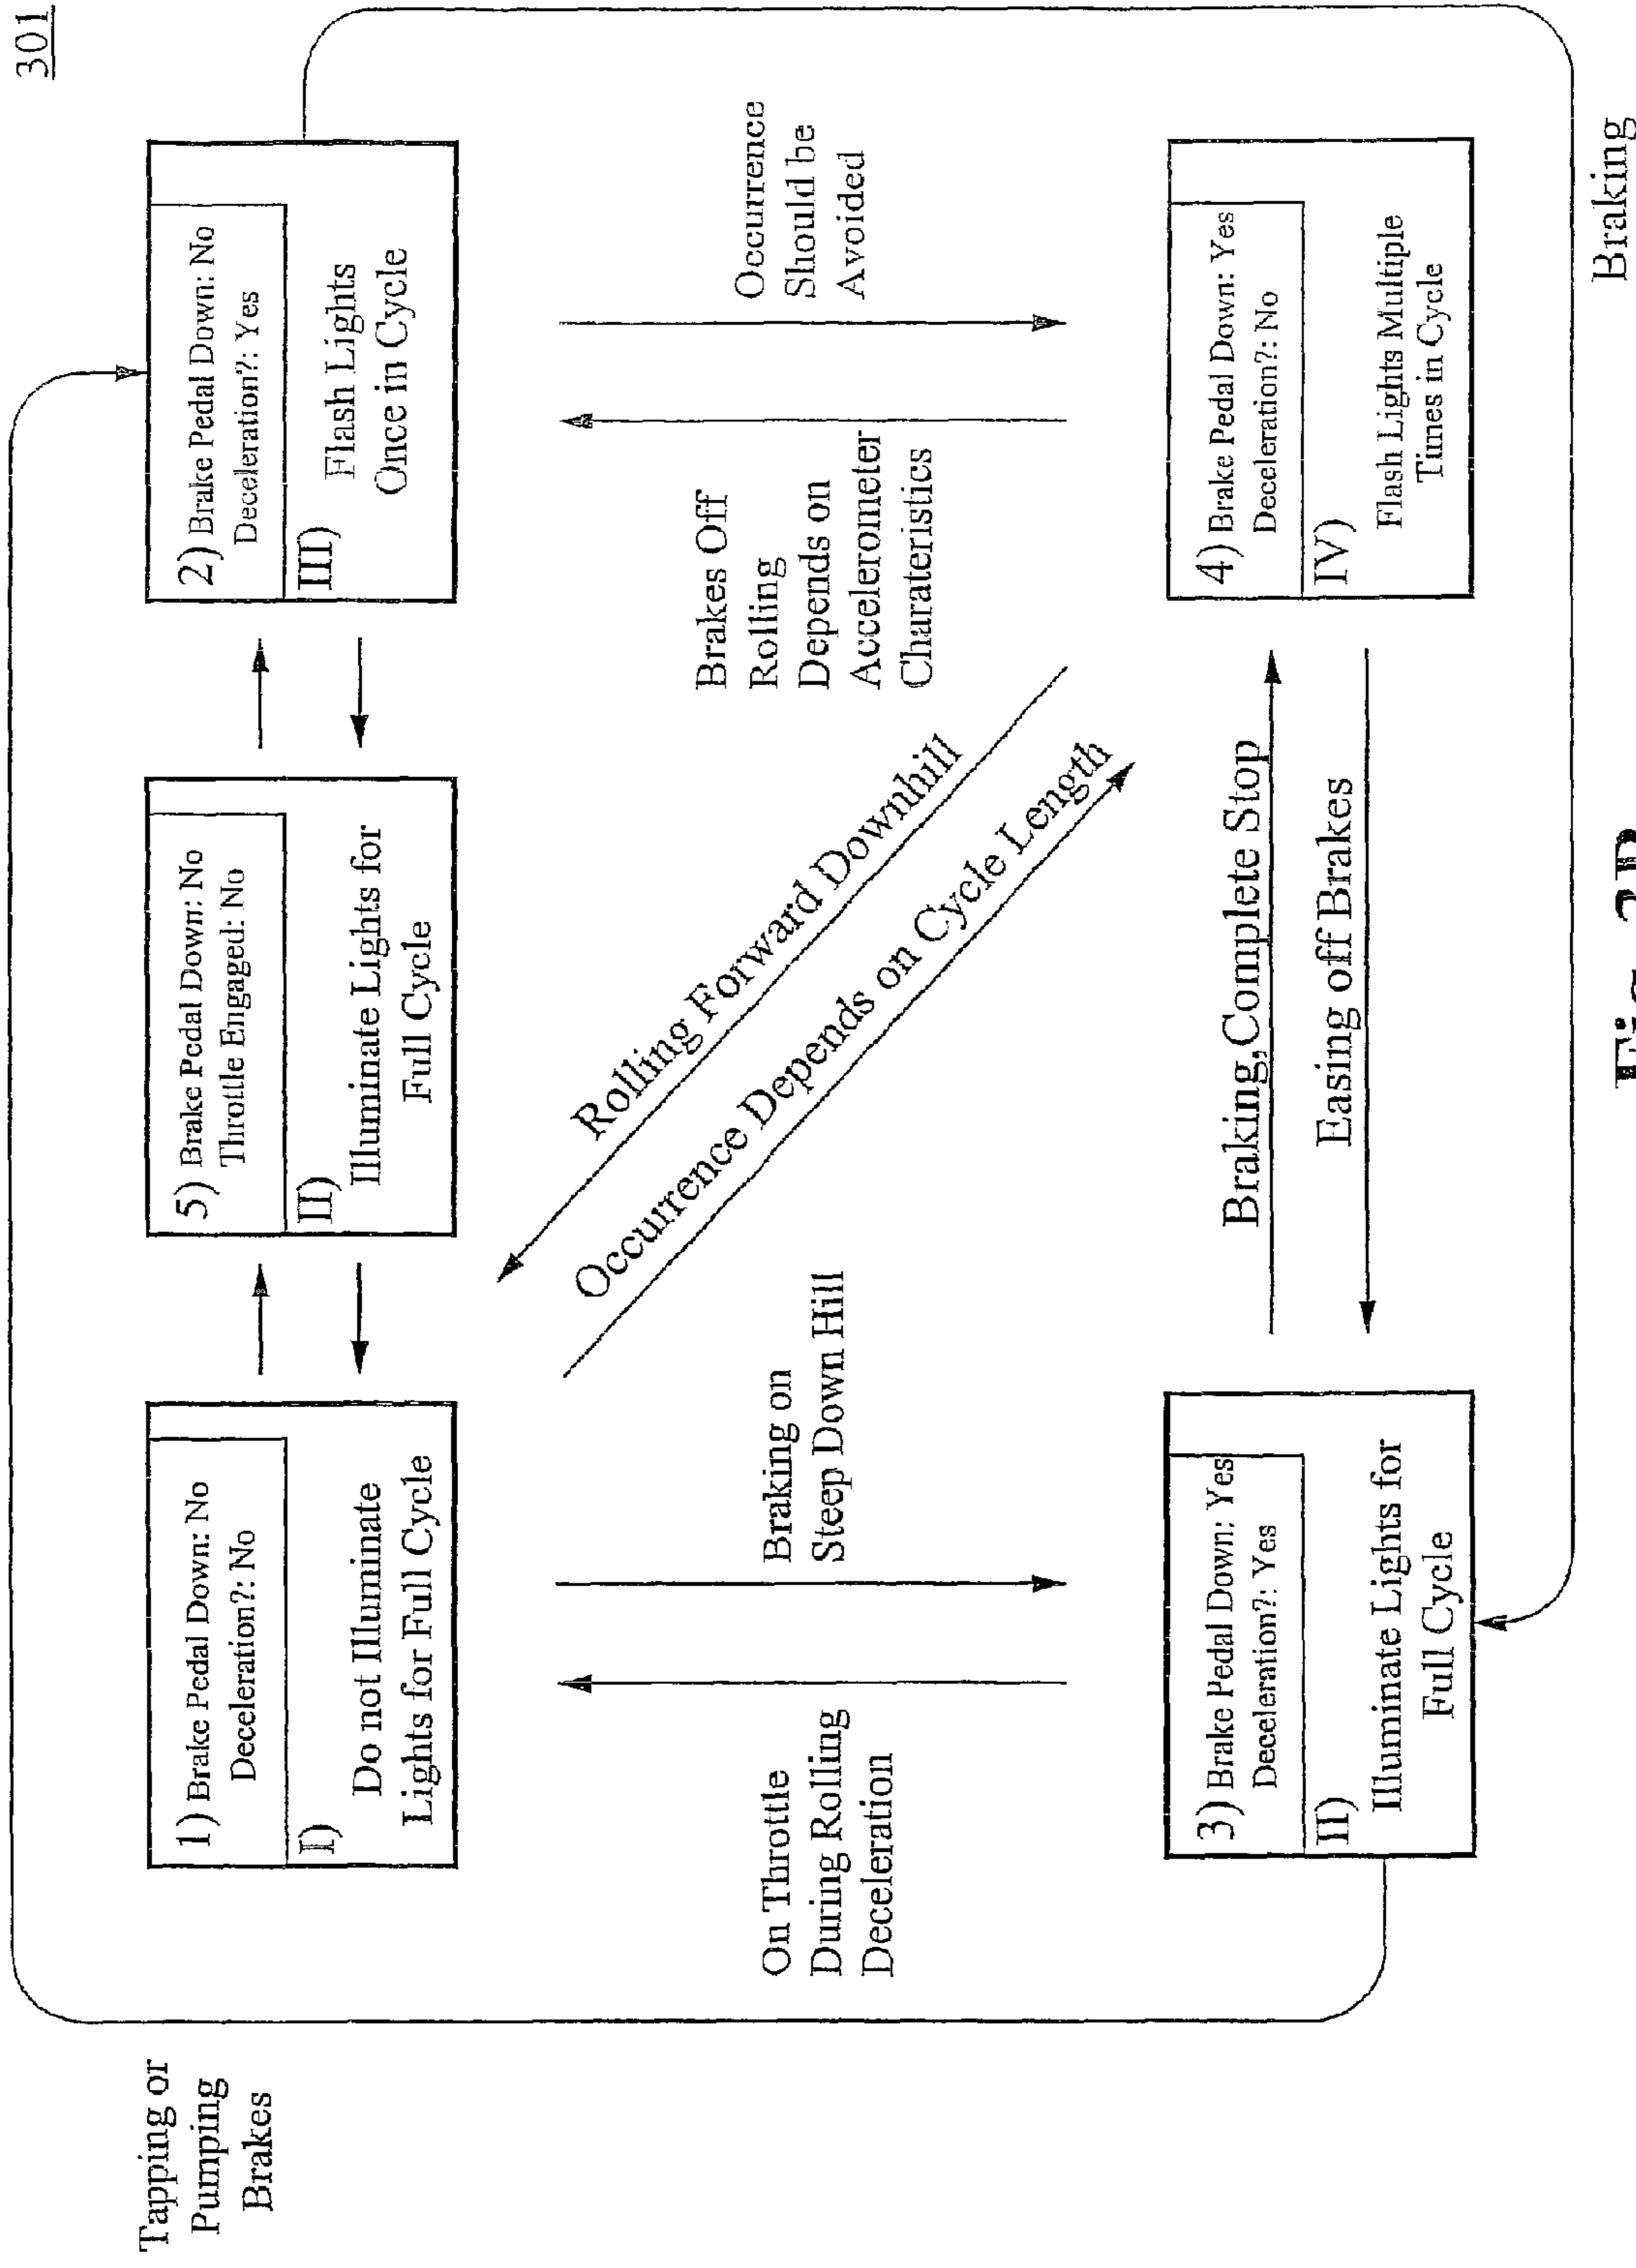 301
Tapping or
Pumping
Brakes
1) Brake Pedal Down: No
Deceleration?: No
I)
Do not Illuminate
Lights for Full Cycle
5) Brake Pedal Down: No
Throttle Engaged: No
II)
Illuminate Lights for
Full Cycle
2) Brake Pedal Down: No
Deceleration?: Yes
III)
Flash Lights
Once in Cycle
On Throttle
During Rolling
Deceleration
Braking on
Steep Down Hill
Rolling Forward Downhill
Occurrence Depends on Cycle Length
Brakes Off
Rolling
Depends on
Accelerometer
Charateristics
Occurrence
Should be
Avoided
3) Brake Pedal Down: Yes
Deceleration?: Yes
II)
Illuminate Lights for
Full Cycle
Braking,Complete Stop
Easing off Brakes
4) Brake Pedal Down: Yes
Deceleration?: No
IV)
Flash Lights Multiple
Times in Cycle
Braking